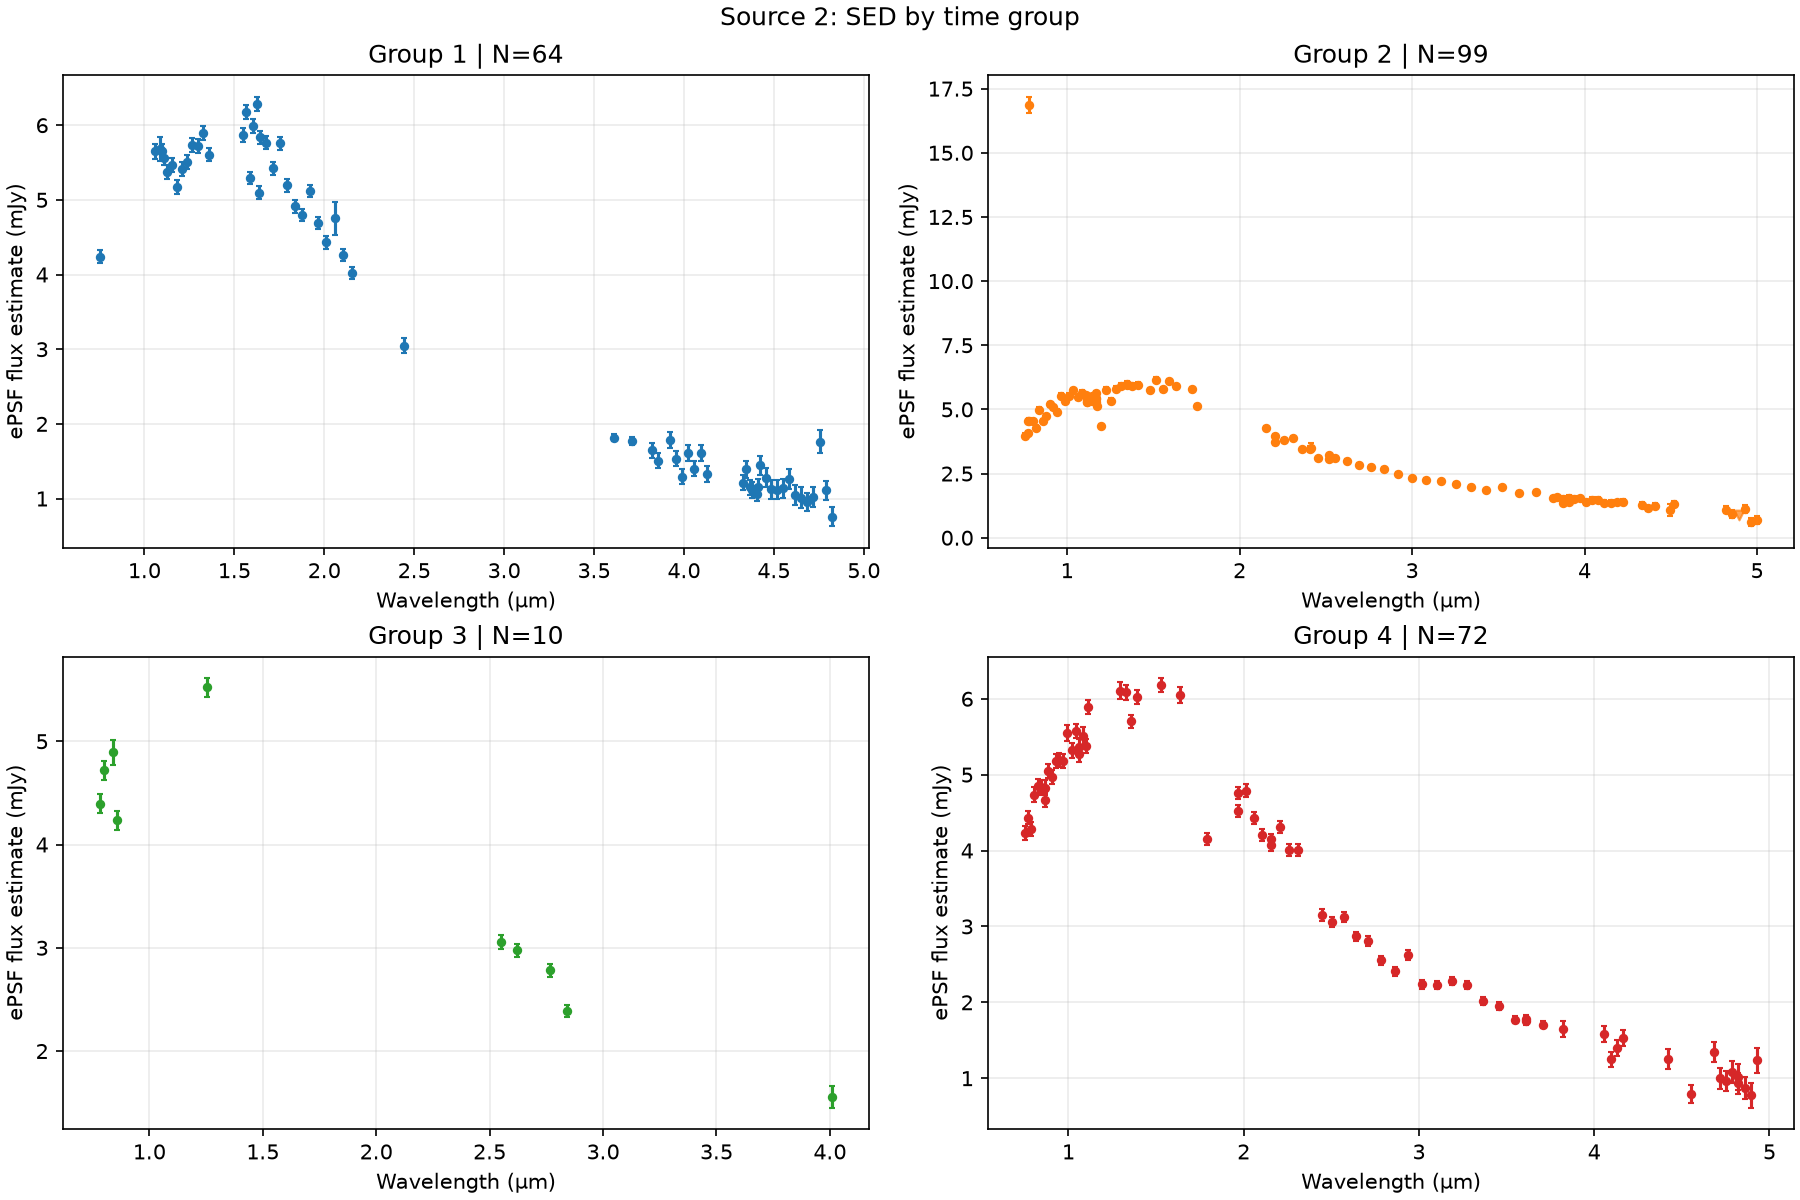 Source 2: SED by time group
Group 1 | N=64
ePSF flux estimate (mJy)
6
5
4
3
2
1
1.0 1.5 2.0 2.5 3.0 3.5 4.0 4.5 5.0
Wavelength (µm)
Group 2 | N=99
ePSF flux estimate (mJy)
17.5
15.0
12.5
10.0
7.5
5.0
2.5
0.0
1 2 3 4 5
Wavelength (µm)
Group 3 | N=10
ePSF flux estimate (mJy)
5
4
3
2
1.0 1.5 2.0 2.5 3.0 3.5 4.0
Wavelength (µm)
Group 4 | N=72
ePSF flux estimate (mJy)
6
5
4
3
2
1
1 2 3 4 5
Wavelength (µm)